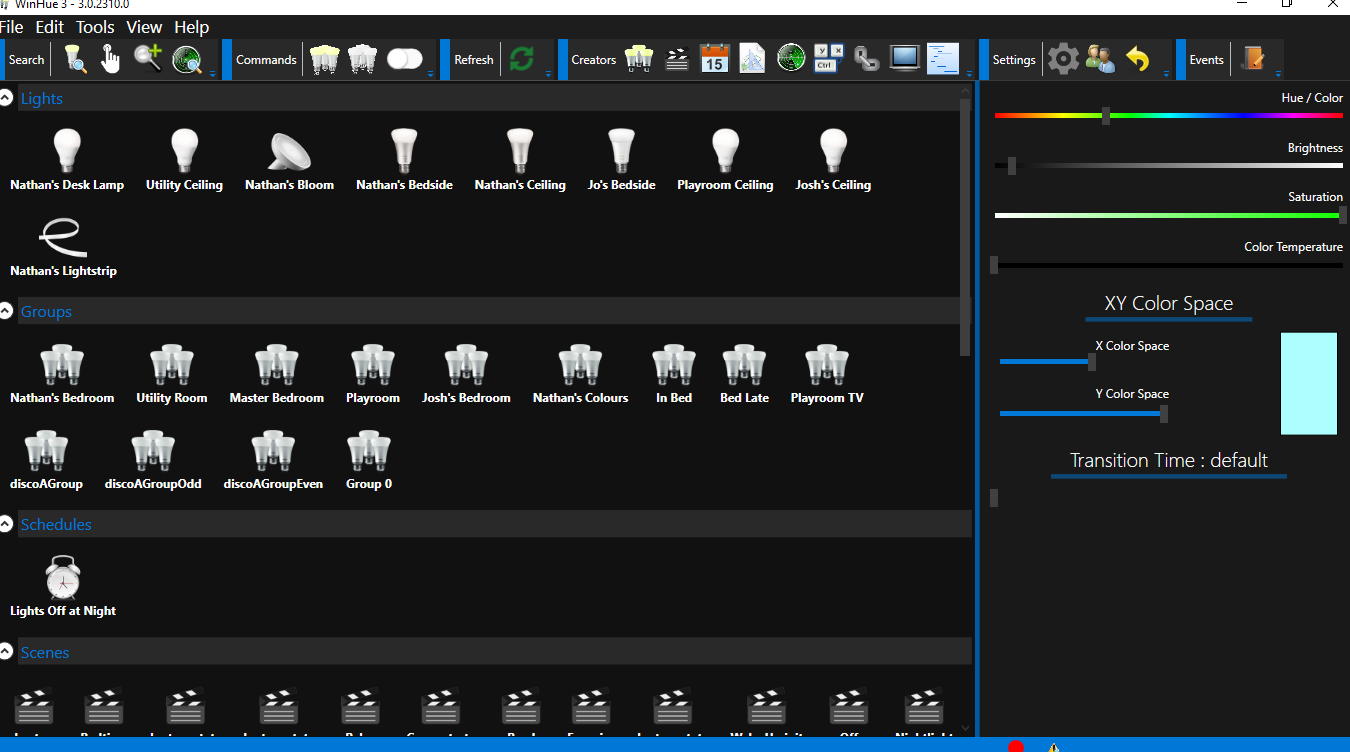 WinHue 3 - 3.0.2310.0
File Edit Tools View Help
Search Commands Refresh Creators 15 Y X Ctrl Settings Events
Lights
Nathan's Desk Lamp Utility Ceiling Nathan's Bloom Nathan's Bedside Nathan's Ceiling Jo's Bedside Playroom Ceiling Josh's Ceiling
Nathan's Lightstrip
Groups
Nathan's Bedroom Utility Room Master Bedroom Playroom Josh's Bedroom Nathan's Colours In Bed Bed Late Playroom TV
discoAGroup discoAGroupOdd discoAGroupEven Group 0
Schedules
Lights Off at Night
Scenes
Hue / Color
Brightness
Saturation
Color Temperature
XY Color Space
X Color Space
Y Color Space
Transition Time : default